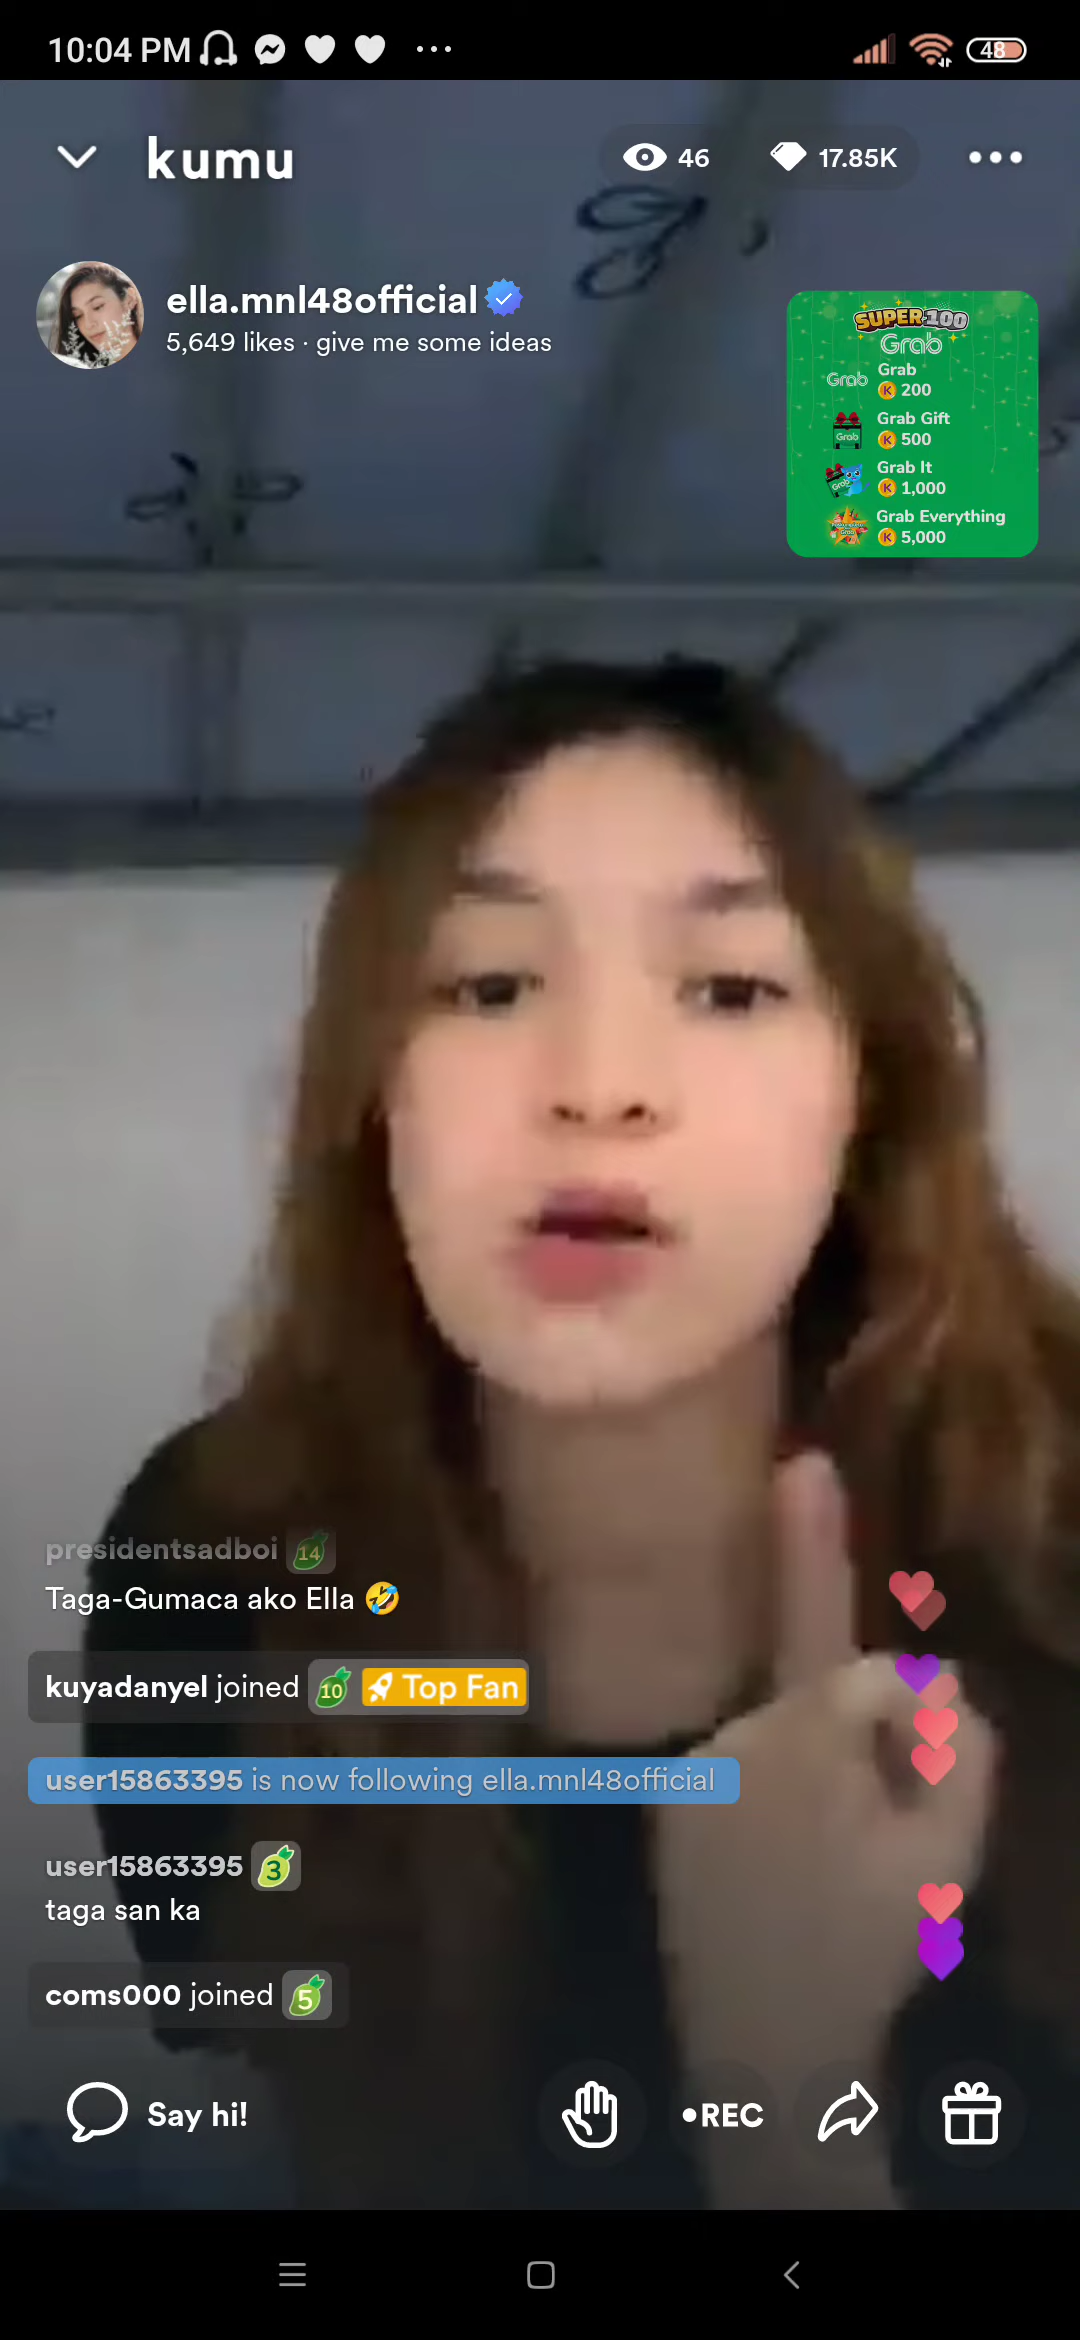 10:04 PM
48
kumu
46
17.85K
ella.mnl48official
5,649 likes · give me some ideas
SUPER 100
Grab
Grab
Grab
200
Grab
Grab Gift
500
Grab
Grab It
1,000
Grab Everything
5,000
presidentsadboi 14
Taga-Gumaca ako Ella 🤣
kuyadanyel joined 10 Top Fan
user15863395 is now following ella.mnl48official
user15863395 3
taga san ka
coms000 joined 5
Say hi!
•REC